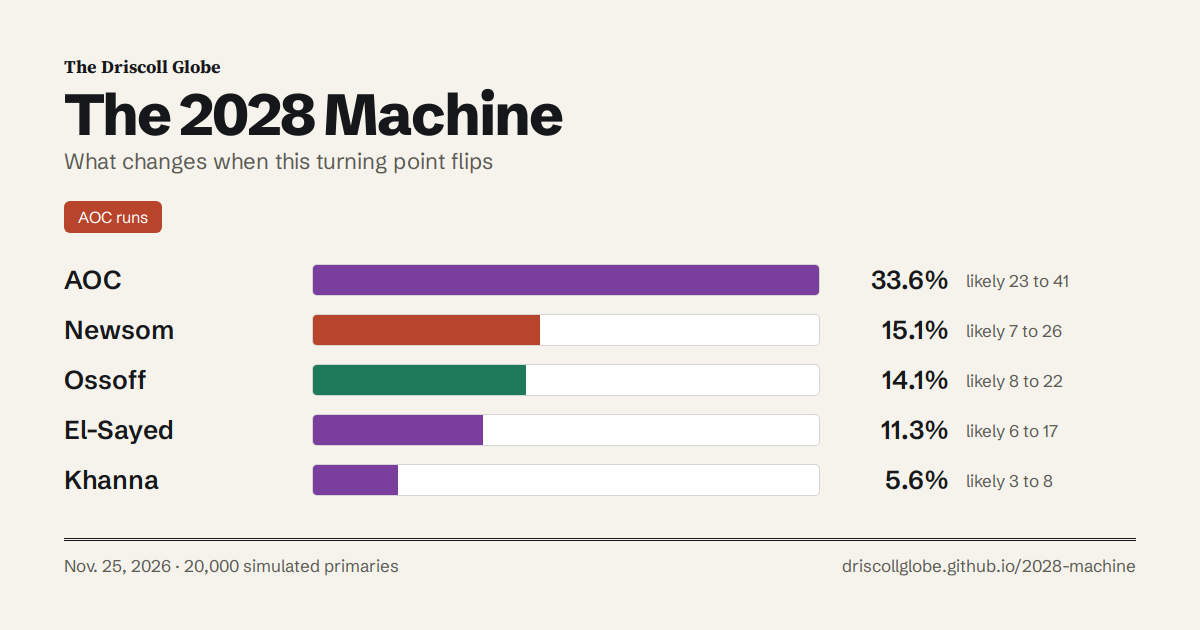 The Driscoll Globe
The 2028 Machine
What changes when this turning point flips
AOC runs
AOC 33.6% likely 23 to 41
Newsom 15.1% likely 7 to 26
Ossoff 14.1% likely 8 to 22
El-Sayed 11.3% likely 6 to 17
Khanna 5.6% likely 3 to 8
Nov. 25, 2026 · 20,000 simulated primaries driscollglobe.github.io/2028-machine